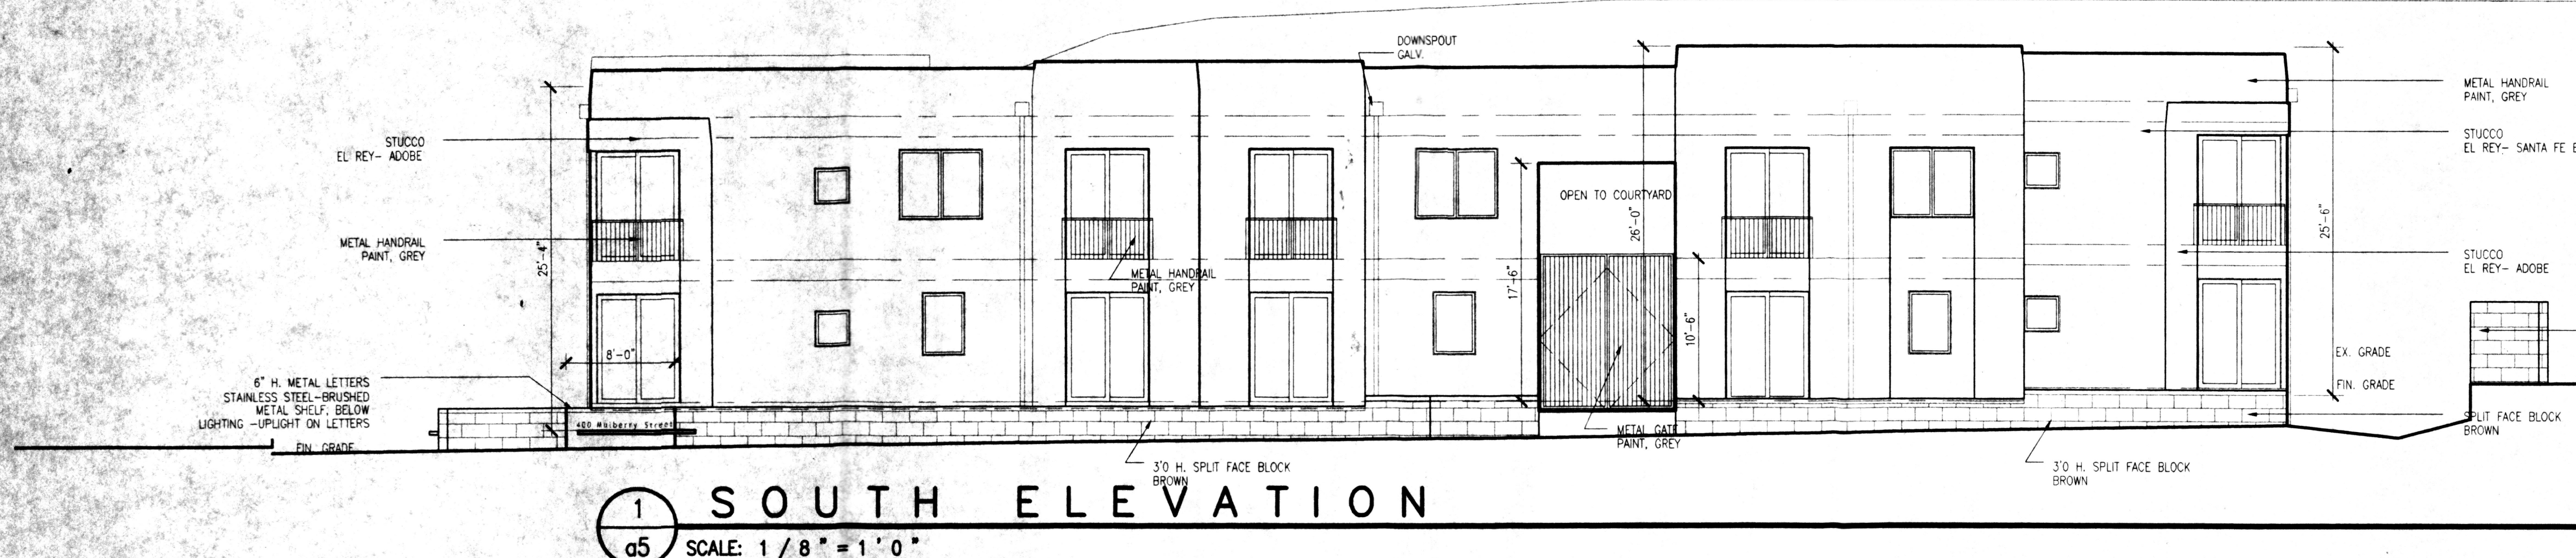 DOWNSPOUT
GALV.
STUCCO
EL REY- ADOBE
METAL HANDRAIL
PAINT, GREY
25'-4"
8'-0"
6" H. METAL LETTERS
STAINLESS STEEL-BRUSHED
METAL SHELF; BELOW
LIGHTING -UPLIGHT ON LETTERS
FIN. GRADE
400 Mulberry Street
METAL HANDRAIL
PAINT, GREY
OPEN TO COURTYARD
17'-6"
26'-0"
10'-6"
METAL GATE
PAINT, GREY
3'0 H. SPLIT FACE BLOCK
BROWN
3'0 H. SPLIT FACE BLOCK
BROWN
25'-6"
METAL HANDRAIL
PAINT, GREY
STUCCO
EL REY- SANTA FE
STUCCO
EL REY- ADOBE
EX. GRADE
FIN. GRADE
SPLIT FACE BLOCK
BROWN
1
a5
SOUTH ELEVATION
SCALE: 1/8"=1'0"